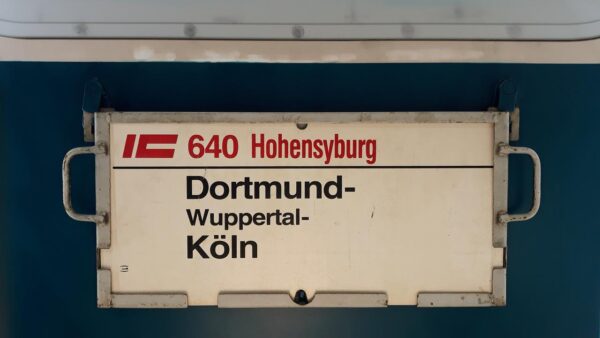 IC 640 Hohensyburg
Dortmund-
Wuppertal-
Köln